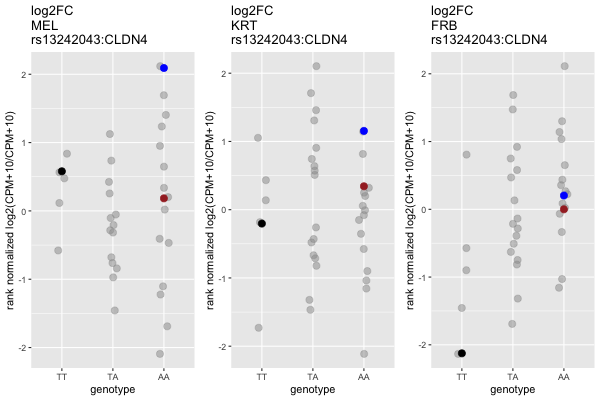 log2FC
MEL
rs13242043:CLDN4
rank normalized log2(CPM+10/CPM+10)
2
1
0
-1
-2
TT
TA
AA
genotype
log2FC
KRT
rs13242043:CLDN4
rank normalized log2(CPM+10/CPM+10)
2
1
0
-1
-2
TT
TA
AA
genotype
log2FC
FRB
rs13242043:CLDN4
rank normalized log2(CPM+10/CPM+10)
2
1
0
-1
-2
TT
TA
AA
genotype